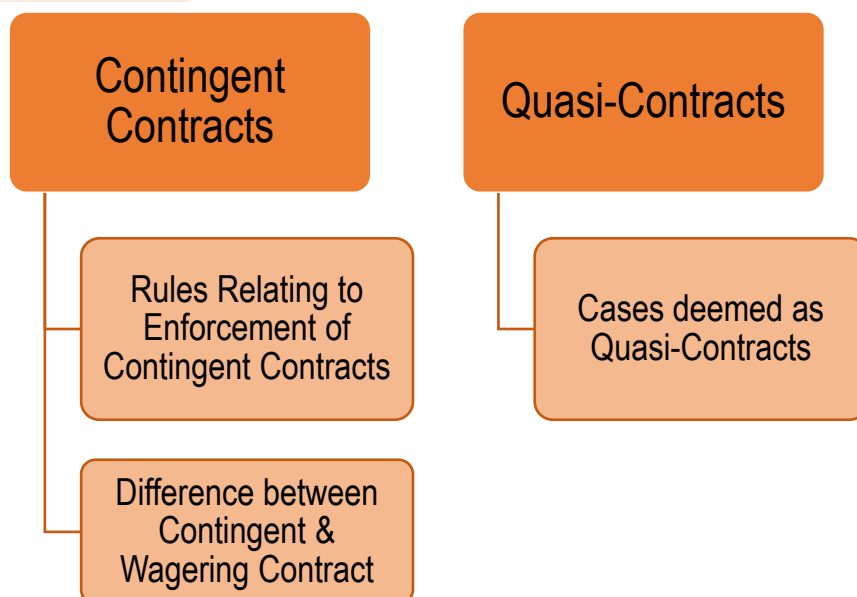 Contingent
Contracts
Rules Relating to
Enforcement of
Contingent Contracts
Difference between
Contingent &
Wagering Contract
Quasi-Contracts
Cases deemed as
Quasi-Contracts